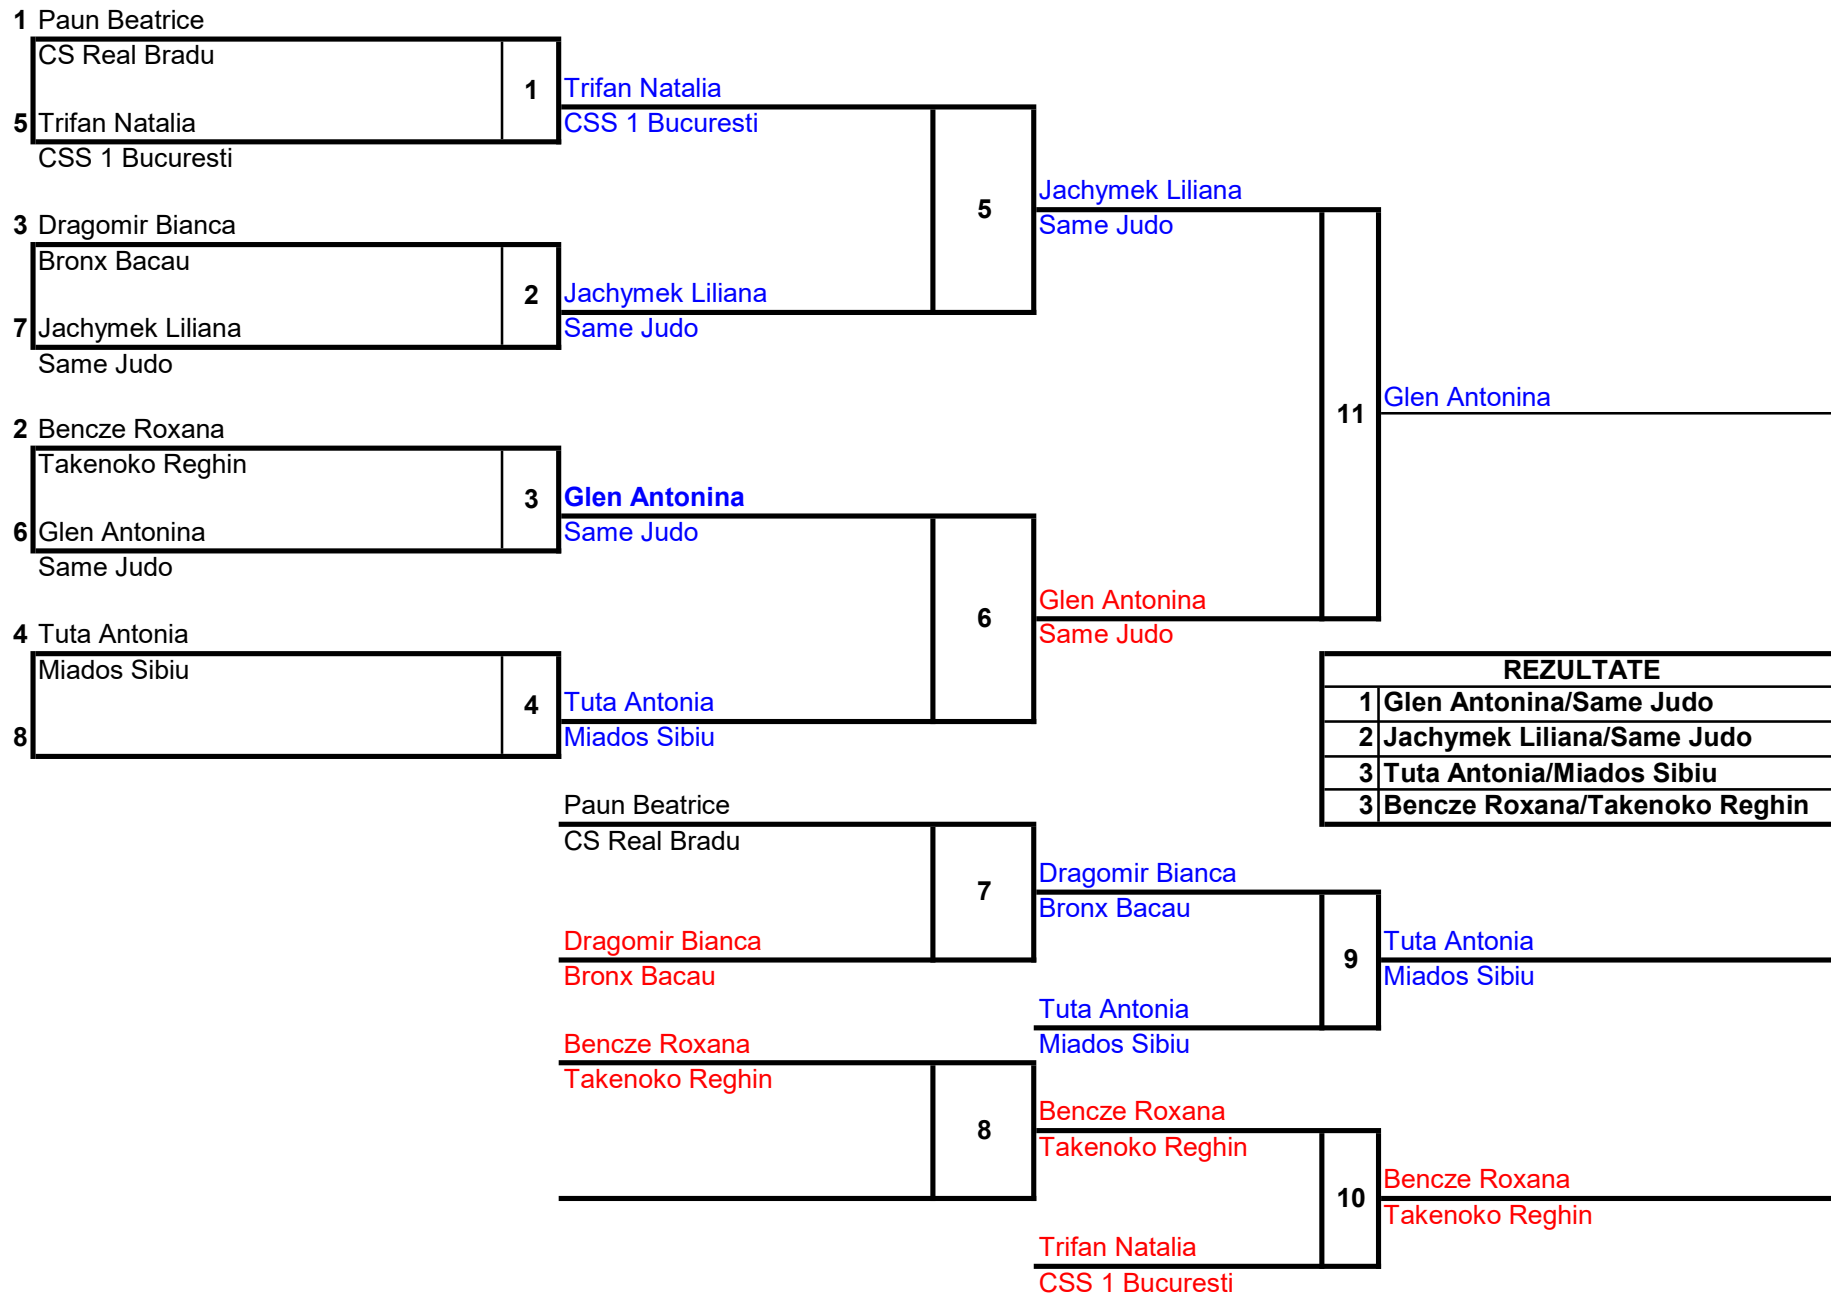 1 Paun Beatrice
CS Real Bradu
1 Trifan Natalia
5 Trifan Natalia CSS 1 Bucuresti
CSS 1 Bucuresti
Jachymek Liliana
5
3 Dragomir Bianca Same Judo
Bronx Bacau
2 Jachymek Liliana
7 Jachymek Liliana Same Judo
Same Judo
Glen Antonina
11
2 Bencze Roxana
Takenoko Reghin
3 Glen Antonina
6 Glen Antonina Same Judo
Same Judo
Glen Antonina
6
4 Tuta Antonia Same Judo
Miados Sibiu REZULTATE
4 Tuta Antonia 1 Glen Antonina/Same Judo
8 Miados Sibiu 2 Jachymek Liliana/Same Judo
3 Tuta Antonia/Miados Sibiu
Paun Beatrice 3 Bencze Roxana/Takenoko Reghin
CS Real Bradu
Dragomir Bianca
7
Bronx Bacau
Dragomir Bianca Tuta Antonia
9
Bronx Bacau Miados Sibiu
Tuta Antonia
Bencze Roxana Miados Sibiu
Takenoko Reghin
Bencze Roxana
8
Takenoko Reghin
Bencze Roxana
10
Takenoko Reghin
Trifan Natalia
CSS 1 Bucuresti